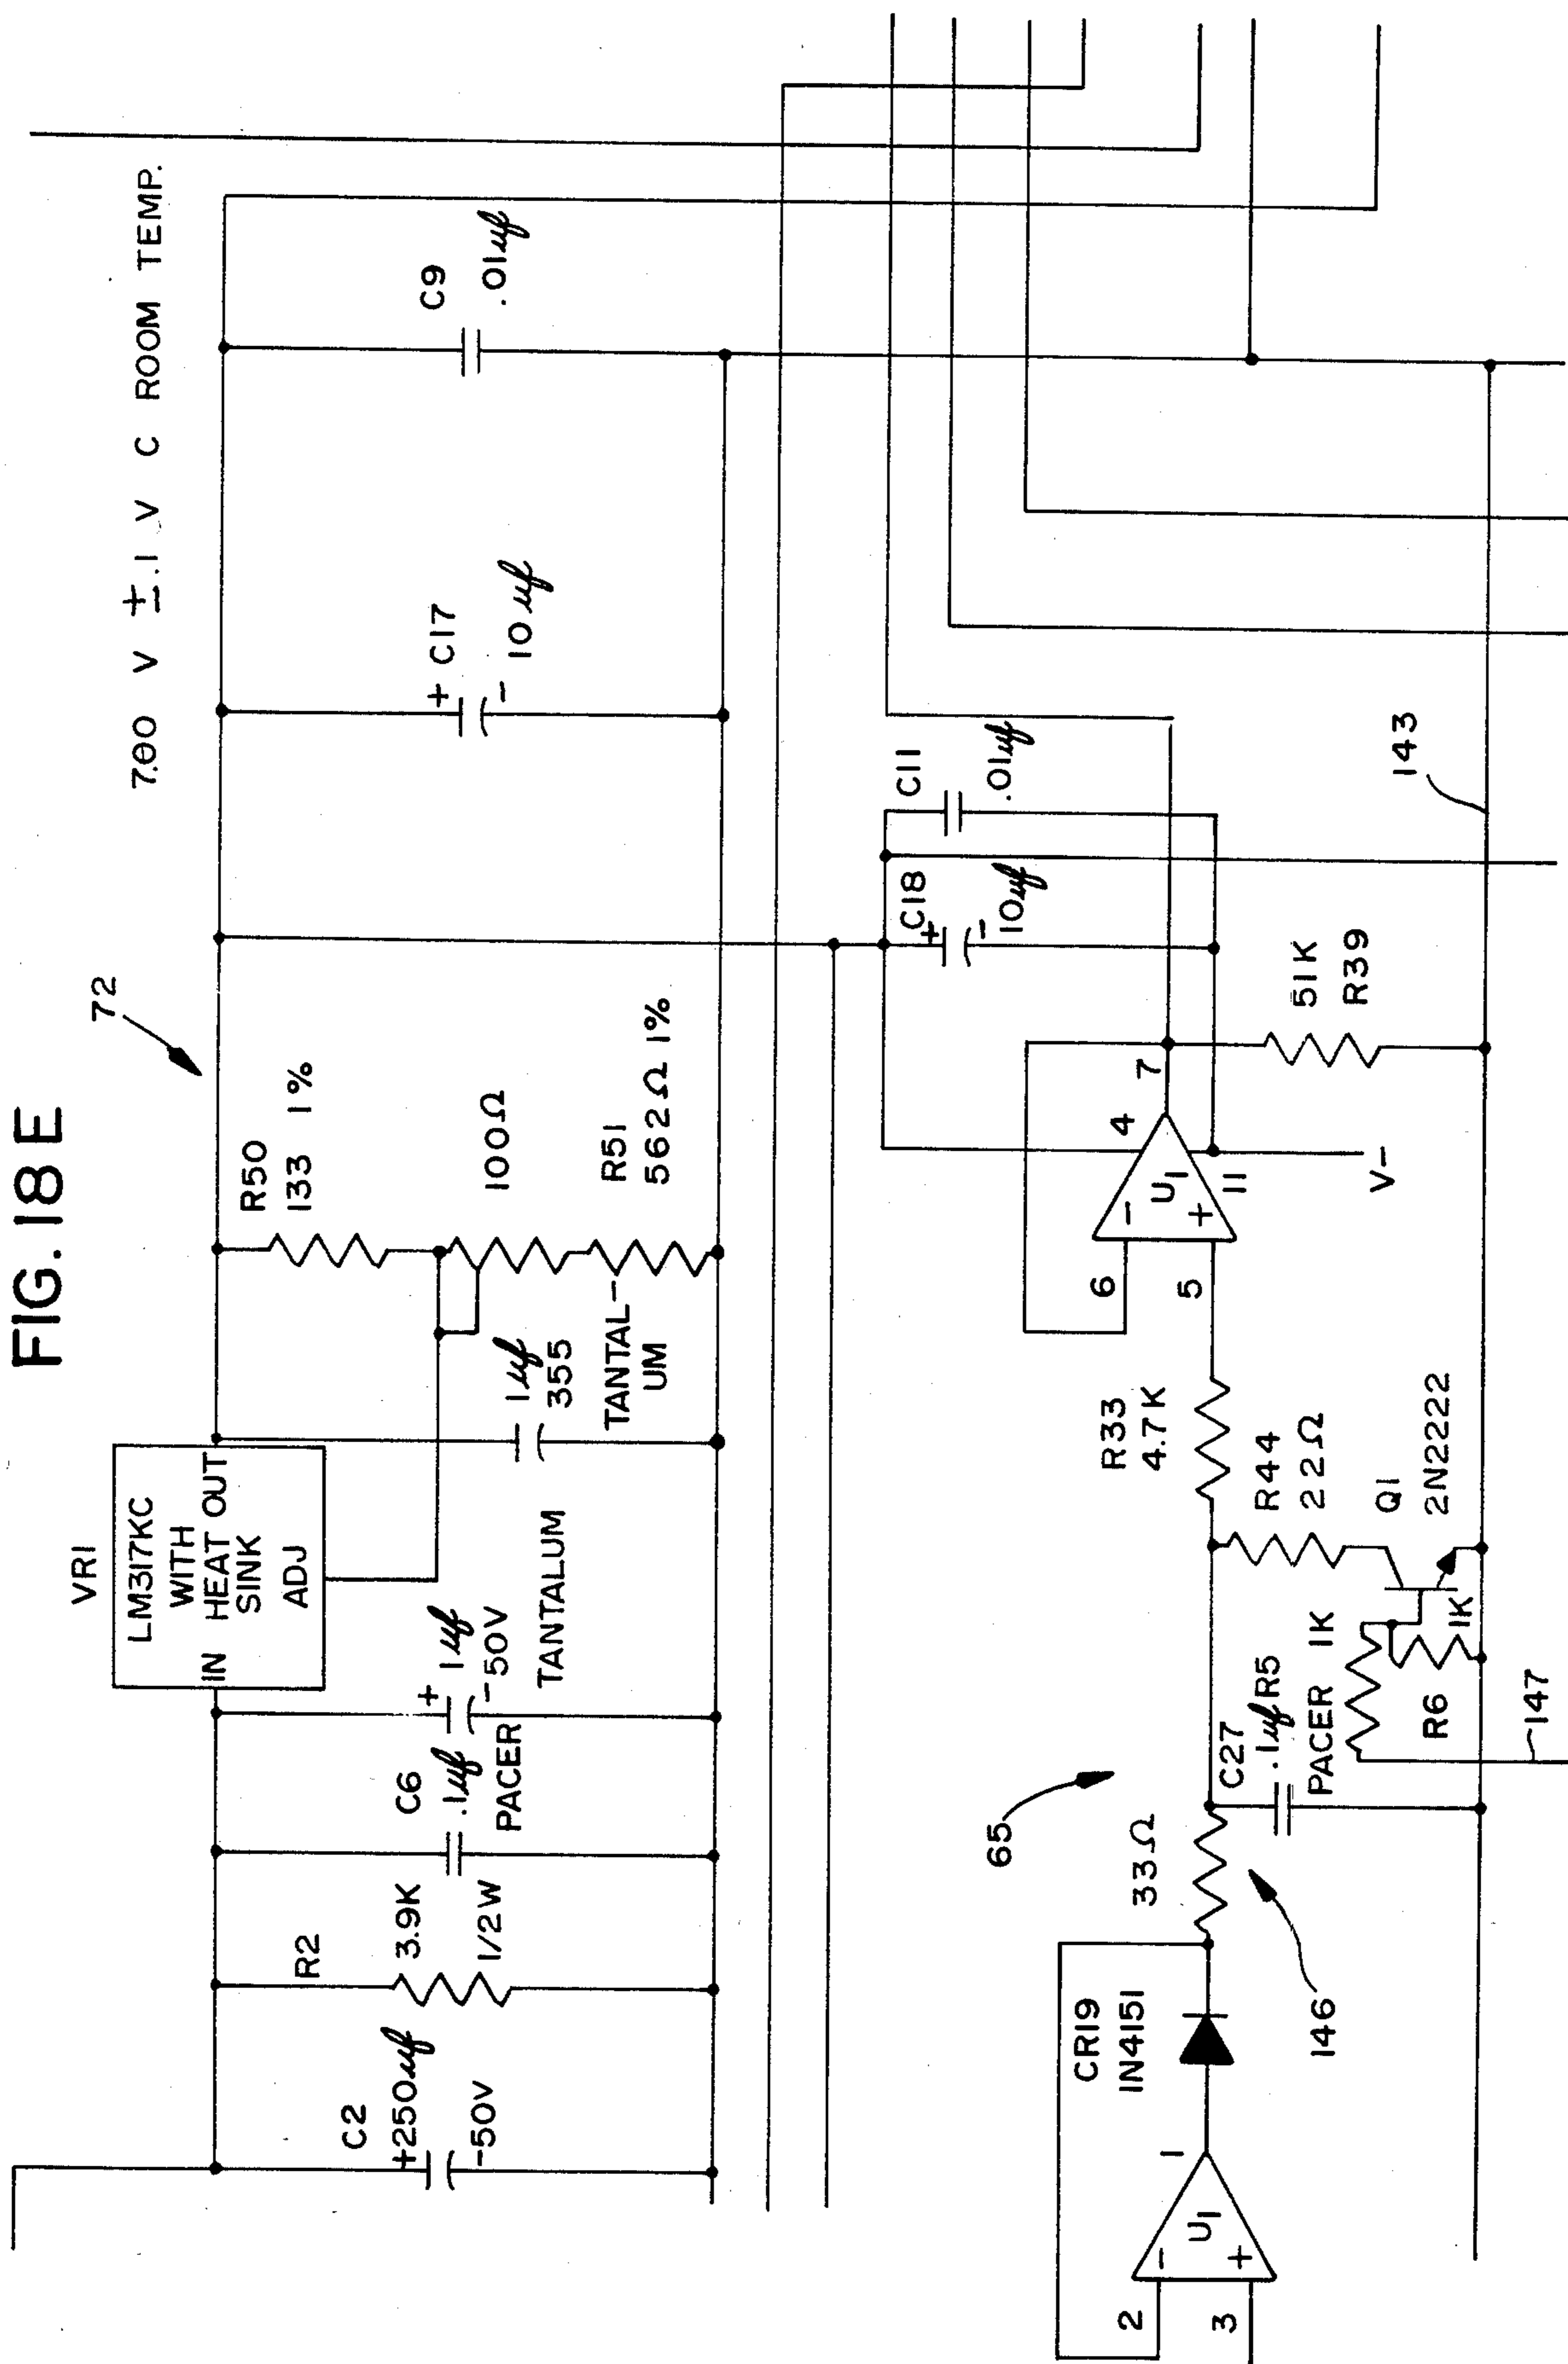 FIG. 18 E
72
7.00 V ±.1 V C ROOM TEMP.
VR1
LM317KC
WITH
IN HEAT OUT
SINK
ADJ
R50
133 1%
100Ω
R51
562Ω 1%
C2
+250uf
-50V
R2
3.9K
1/2W
C6
.1uf
PACER
+ 1uf
-50V
TANTALUM
1uf
355
TANTAL-
UM
+ C17
- 10uf
C9
.01uf
65
CR19
IN4151
146
33Ω
2
3
-
+
U1
1
C27
.1uf
PACER
R5
1K
R6
1K
147
R44
22Ω
Q1
2N2222
R33
4.7K
6
5
-
+
U1
4
7
11
V-
C18
+
-
10uf
C11
.01uf
51K
R39
143